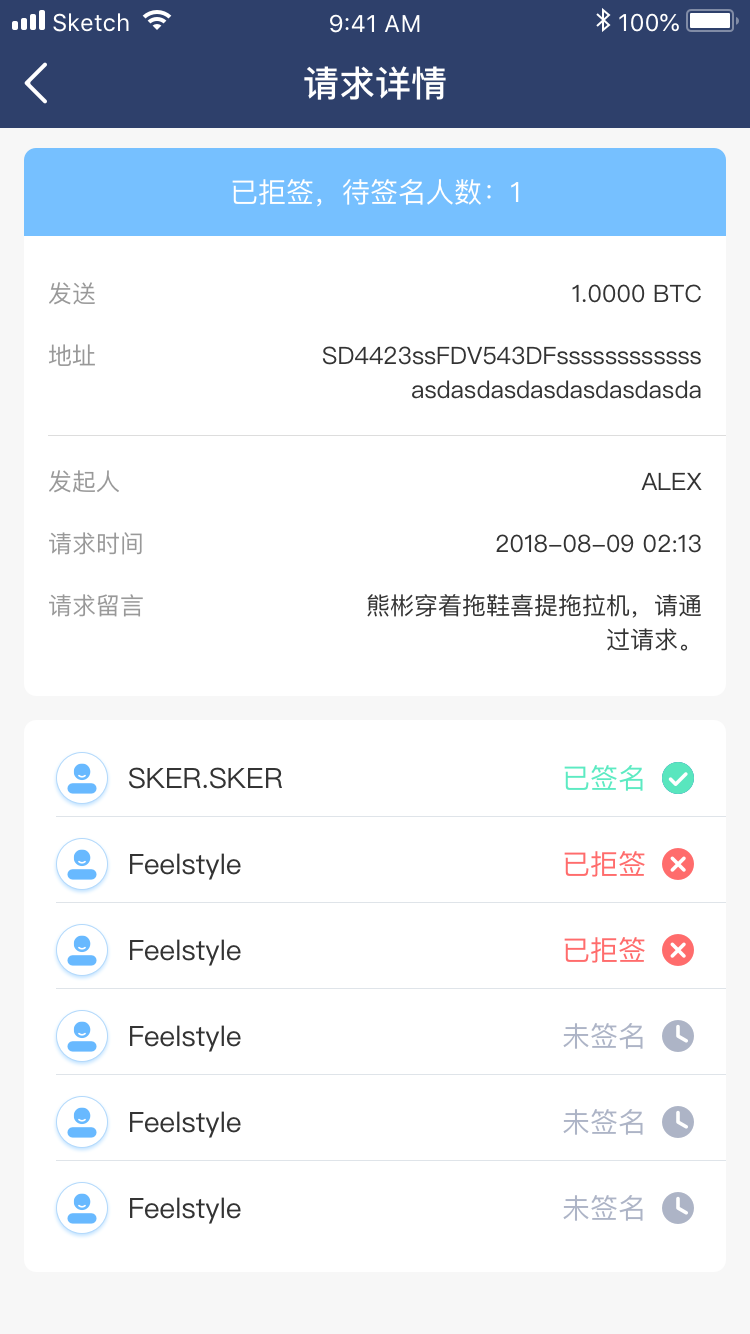 Sketch 9:41 AM 100%
请求详情
已拒签，待签名人数：1
发送 1.0000 BTC
地址 SD4423ssFDV543DFssssssssssss
asdasdasdasdasdasdasda
发起人 ALEX
请求时间 2018-08-09 02:13
请求留言 熊彬穿着拖鞋喜提拖拉机，请通
过请求。
SKER.SKER 已签名
Feelstyle 已拒签
Feelstyle 已拒签
Feelstyle 未签名
Feelstyle 未签名
Feelstyle 未签名